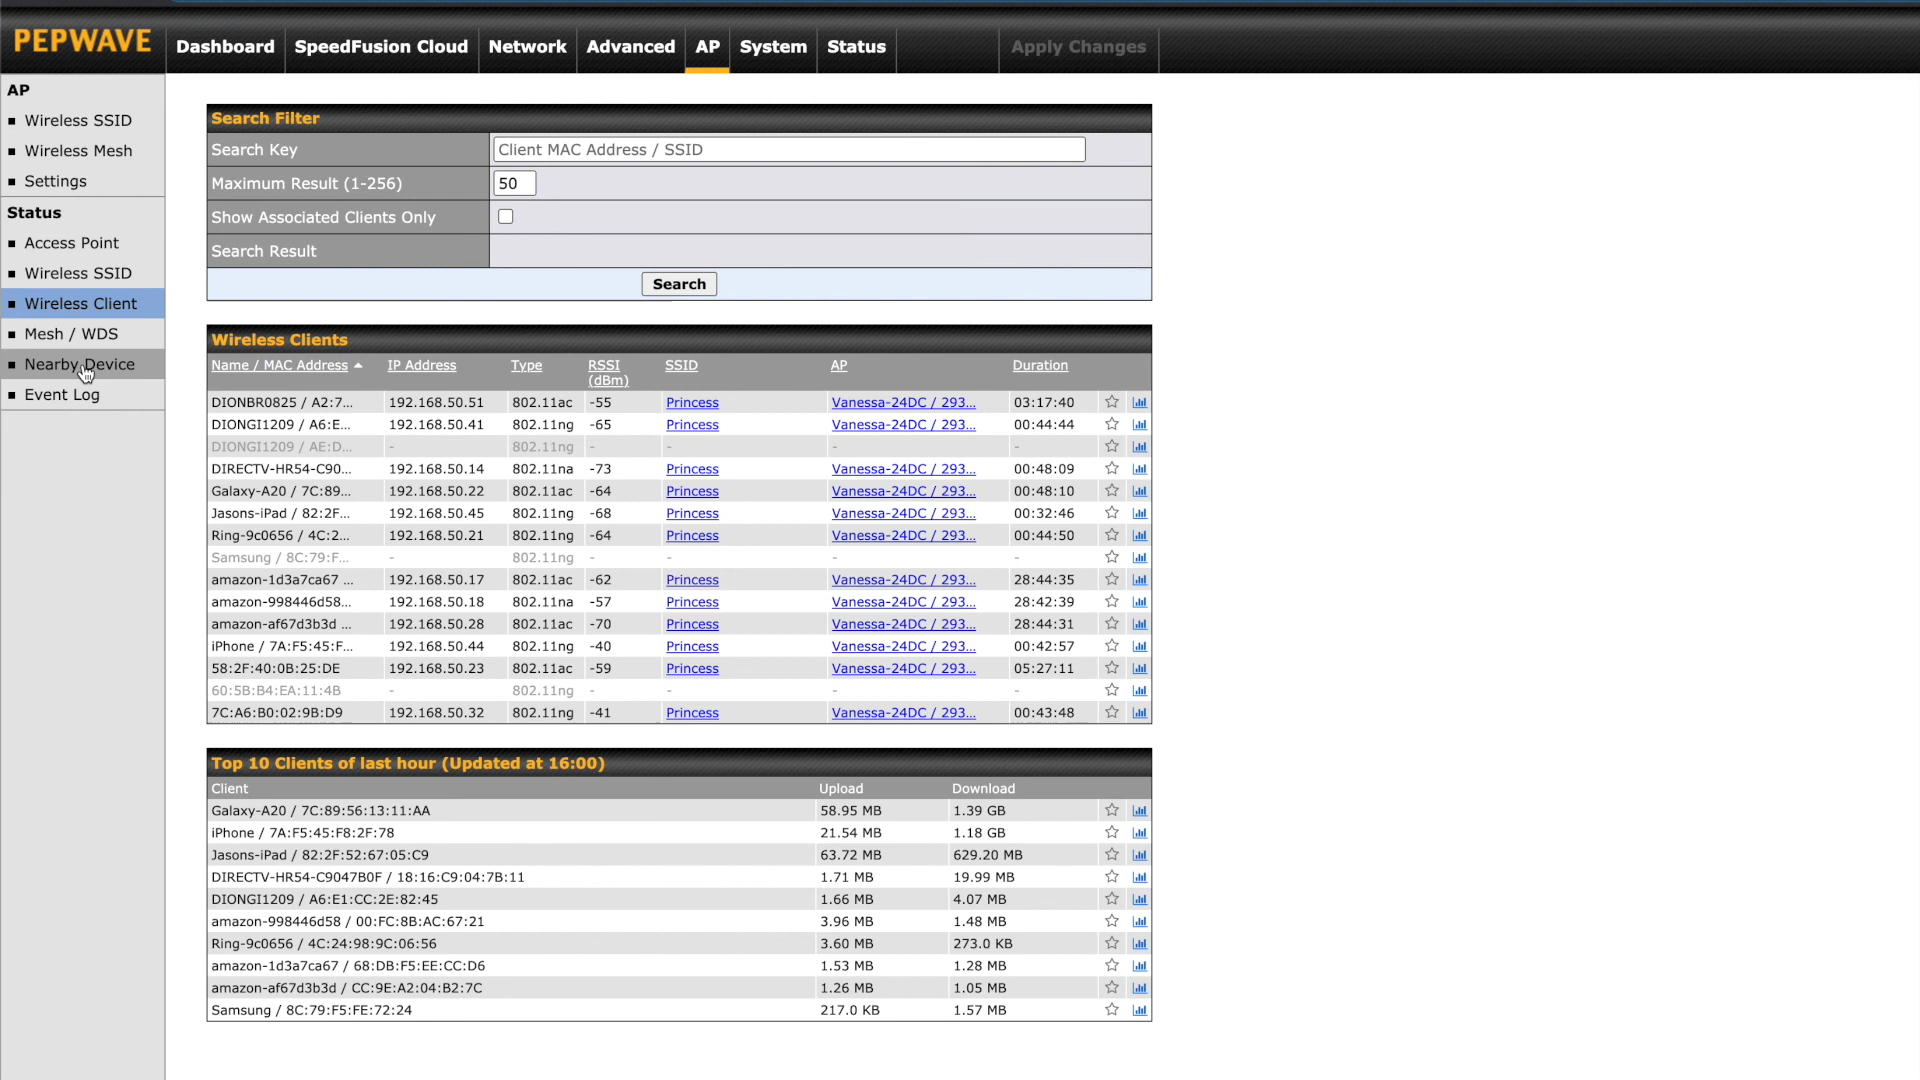 PEPWAVE Dashboard SpeedFusion Cloud Network Advanced AP System Status Apply Changes
AP
Wireless SSID
Wireless Mesh
Settings
Status
Access Point
Wireless SSID
Wireless Client
Mesh / WDS
Nearby Device
Event Log
Search Filter
Search Key Client MAC Address / SSID
Maximum Result (1-256) 50
Show Associated Clients Only
Search Result
Search
Wireless Clients
Name / MAC Address IP Address Type RSSI (dBm) SSID AP Duration
DIONBR0825 / A2:7... 192.168.50.51 802.11ac -55 Princess Vanessa-24DC / 293... 03:17:40
DIONGI1209 / A6:E... 192.168.50.41 802.11ng -65 Princess Vanessa-24DC / 293... 00:44:44
DIONGI1209 / AE:D... - 802.11ng - - - -
DIRECTV-HR54-C90... 192.168.50.14 802.11na -73 Princess Vanessa-24DC / 293... 00:48:09
Galaxy-A20 / 7C:89... 192.168.50.22 802.11ac -64 Princess Vanessa-24DC / 293... 00:48:10
Jasons-iPad / 82:2F... 192.168.50.45 802.11ng -68 Princess Vanessa-24DC / 293... 00:32:46
Ring-9c0656 / 4C:2... 192.168.50.21 802.11ng -64 Princess Vanessa-24DC / 293... 00:44:50
Samsung / 8C:79:F... - 802.11ng - - - -
amazon-1d3a7ca67 ... 192.168.50.17 802.11ac -62 Princess Vanessa-24DC / 293... 28:44:35
amazon-998446d58... 192.168.50.18 802.11na -57 Princess Vanessa-24DC / 293... 28:42:39
amazon-af67d3b3d ... 192.168.50.28 802.11ac -70 Princess Vanessa-24DC / 293... 28:44:31
iPhone / 7A:F5:45:F... 192.168.50.44 802.11ng -40 Princess Vanessa-24DC / 293... 00:42:57
58:2F:40:0B:25:DE 192.168.50.23 802.11ac -59 Princess Vanessa-24DC / 293... 05:27:11
60:5B:B4:EA:11:4B - 802.11ng - - - -
7C:A6:B0:02:9B:D9 192.168.50.32 802.11ng -41 Princess Vanessa-24DC / 293... 00:43:48
Top 10 Clients of last hour (Updated at 16:00)
Client Upload Download
Galaxy-A20 / 7C:89:56:13:11:AA 58.95 MB 1.39 GB
iPhone / 7A:F5:45:F8:2F:78 21.54 MB 1.18 GB
Jasons-iPad / 82:2F:52:67:05:C9 63.72 MB 629.20 MB
DIRECTV-HR54-C9047B0F / 18:16:C9:04:7B:11 1.71 MB 19.99 MB
DIONGI1209 / A6:E1:CC:2E:82:45 1.66 MB 4.07 MB
amazon-998446d58 / 00:FC:8B:AC:67:21 3.96 MB 1.48 MB
Ring-9c0656 / 4C:24:98:9C:06:56 3.60 MB 273.0 KB
amazon-1d3a7ca67 / 68:DB:F5:EE:CC:D6 1.53 MB 1.28 MB
amazon-af67d3b3d / CC:9E:A2:04:B2:7C 1.26 MB 1.05 MB
Samsung / 8C:79:F5:FE:72:24 217.0 KB 1.57 MB